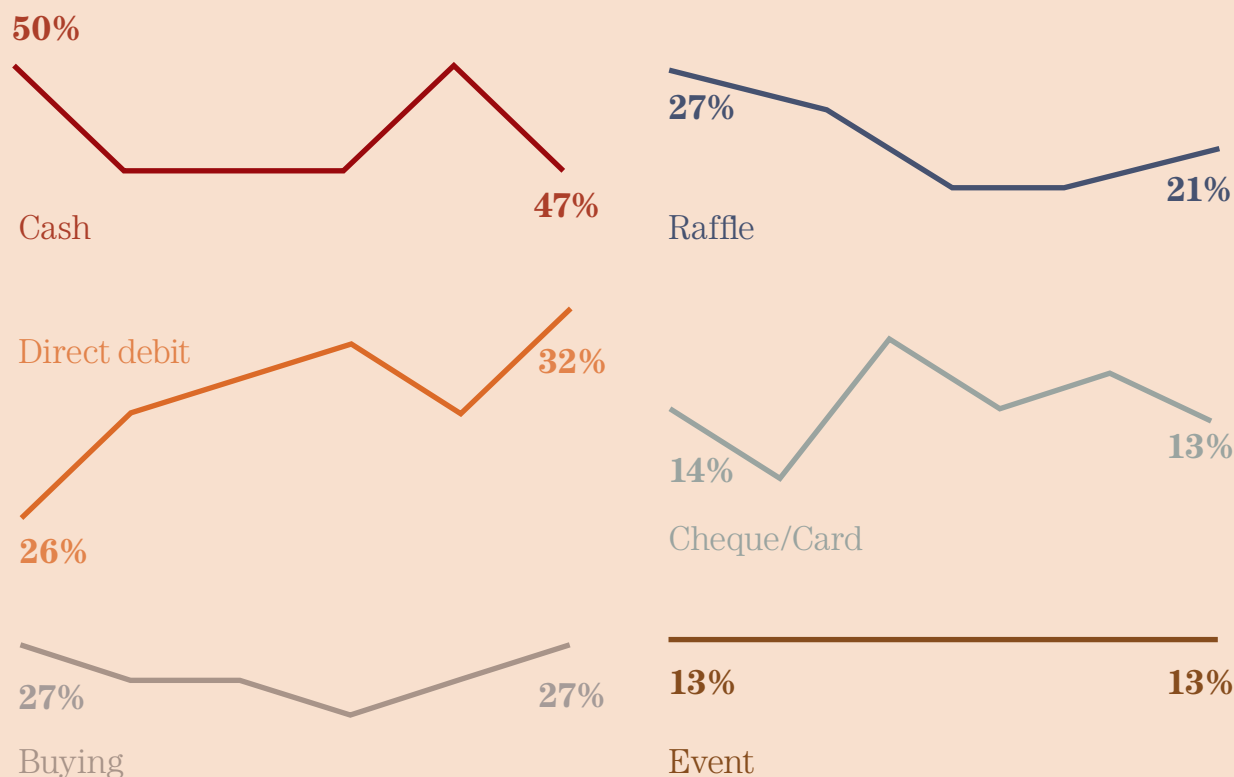 50%
47%
Cash
27%
21%
Raffle
Direct debit
32%
26%
14%
13%
Cheque/Card
27%
27%
Buying
13%
13%
Event